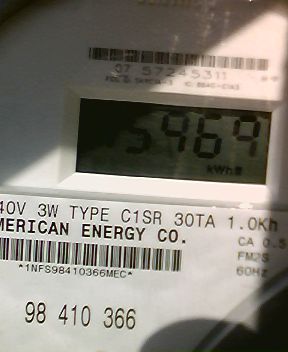 07 57245311
5969
kWh
40V 3W TYPE C1SR 30TA 1.0Kh
MERICAN ENERGY CO.
CA 0.5
FM2S
60Hz
*1NFS98410366MEC*
98 410 366